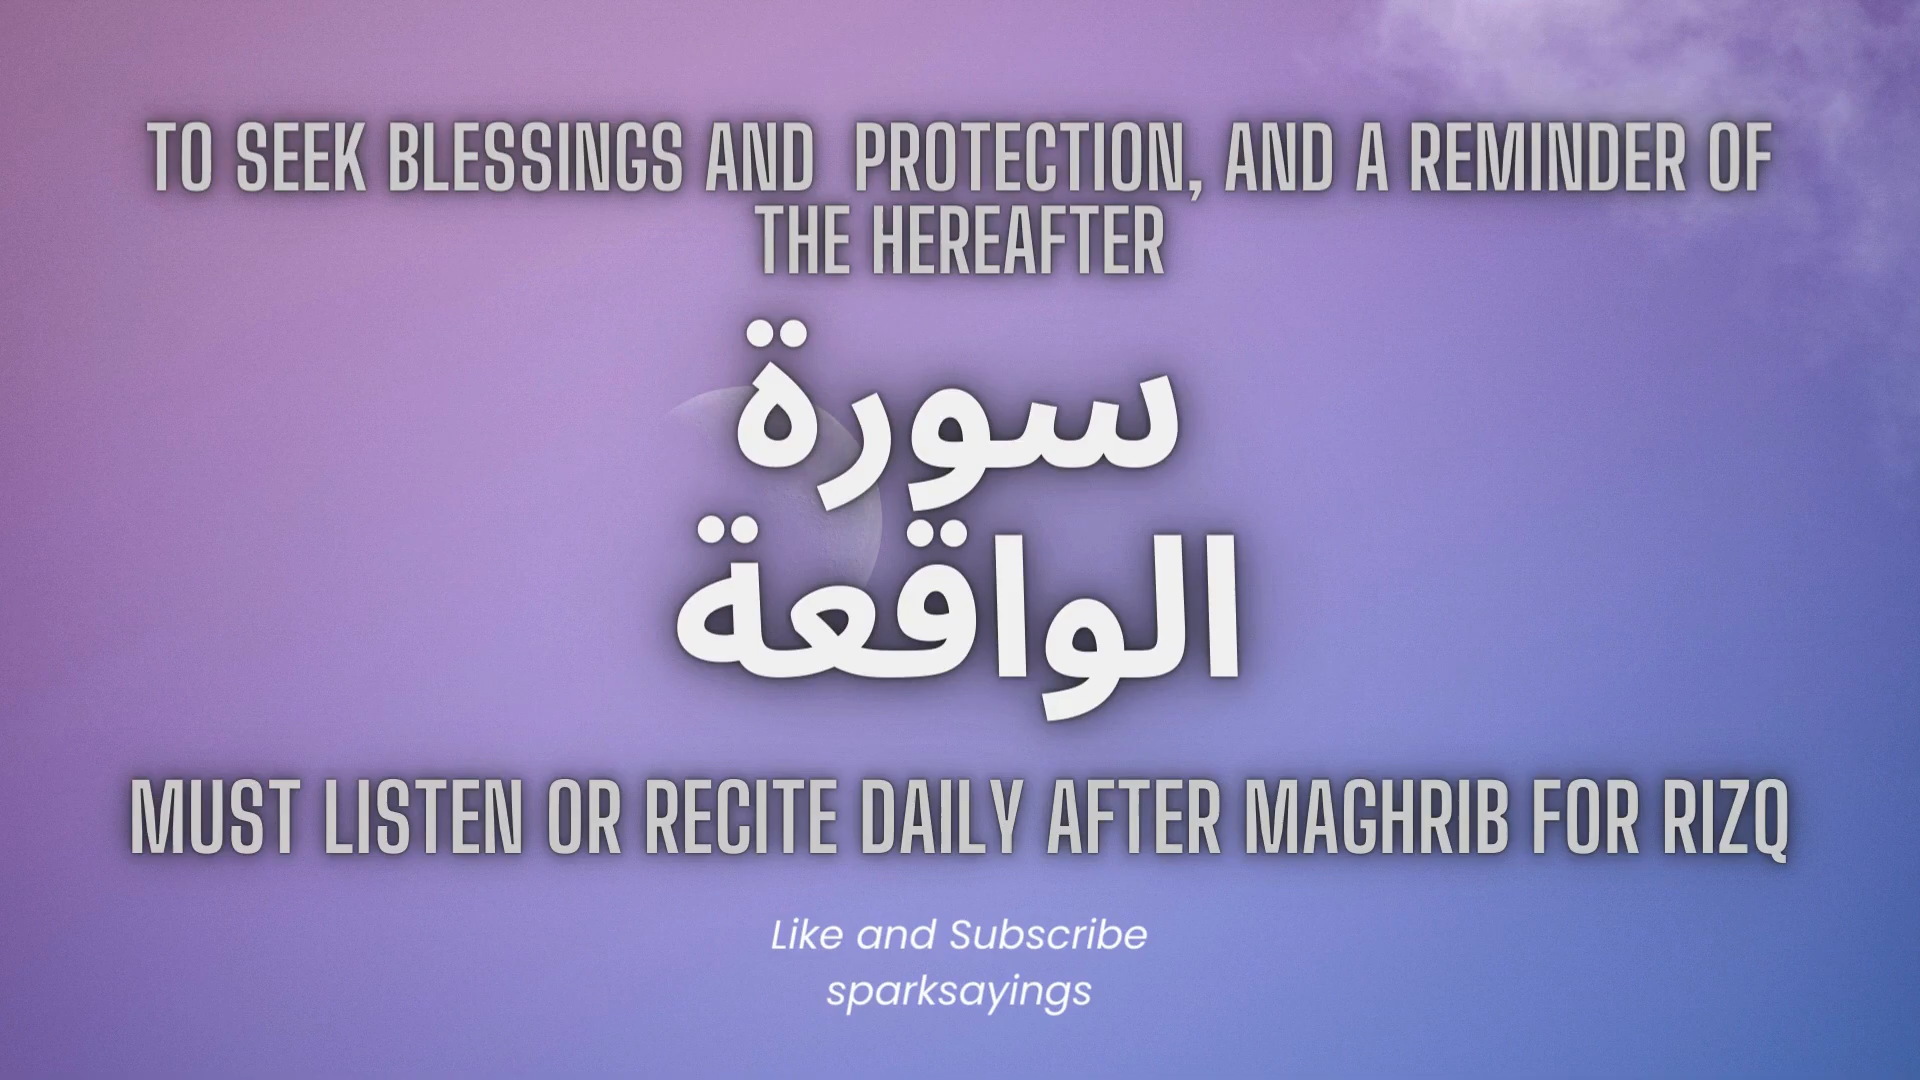 TO SEEK BLESSINGS AND PROTECTION, AND A REMINDER OF
THE HEREAFTER
سورة
الواقعة
MUST LISTEN OR RECITE DAILY AFTER MAGHRIB FOR RIZQ
Like and Subscribe
sparksayings